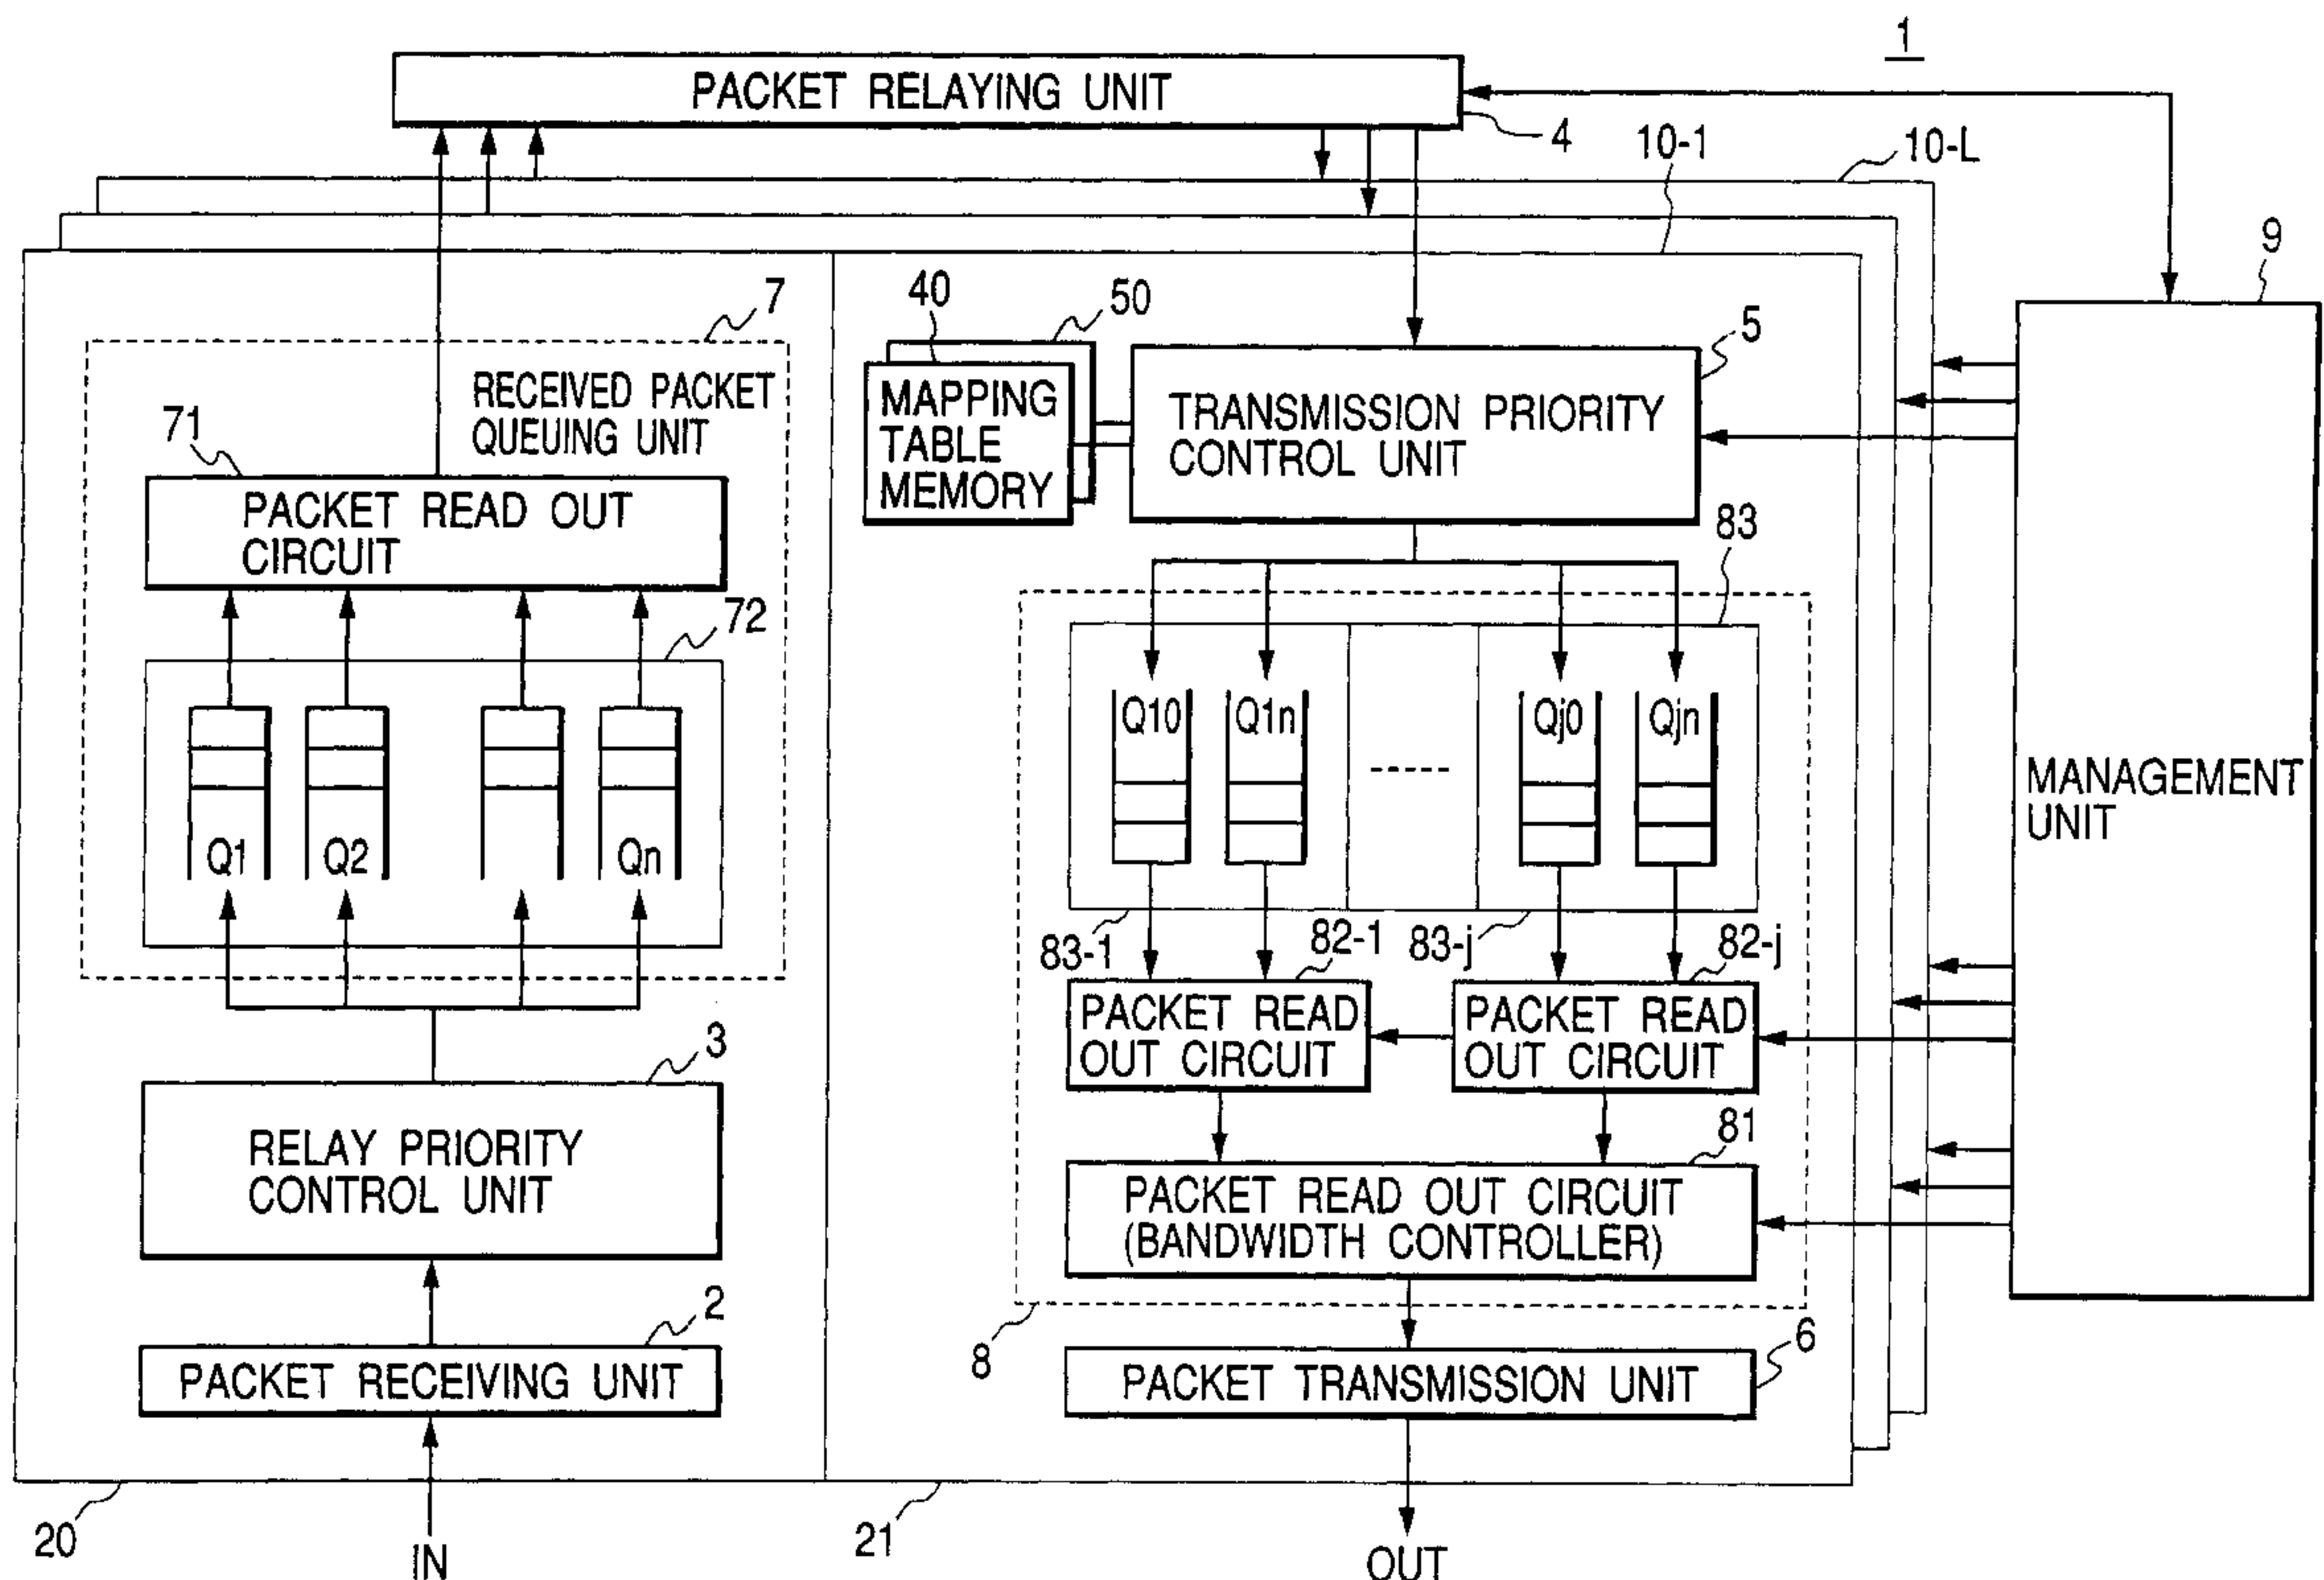 1
PACKET RELAYING UNIT
4
10-1
10-L
9
7
40
50
5
RECEIVED PACKET
QUEUING UNIT
71
MAPPING
TABLE
MEMORY
TRANSMISSION PRIORITY
CONTROL UNIT
PACKET READ OUT
CIRCUIT
83
72
Q10
Q1n
Qj0
Qjn
-----
MANAGEMENT
UNIT
Q1
Q2
Qn
83-1
82-1
83-j
82-j
PACKET READ
OUT CIRCUIT
PACKET READ
OUT CIRCUIT
3
RELAY PRIORITY
CONTROL UNIT
81
PACKET READ OUT CIRCUIT
(BANDWIDTH CONTROLLER)
2
8
6
PACKET RECEIVING UNIT
PACKET TRANSMISSION UNIT
20
IN
21
OUT